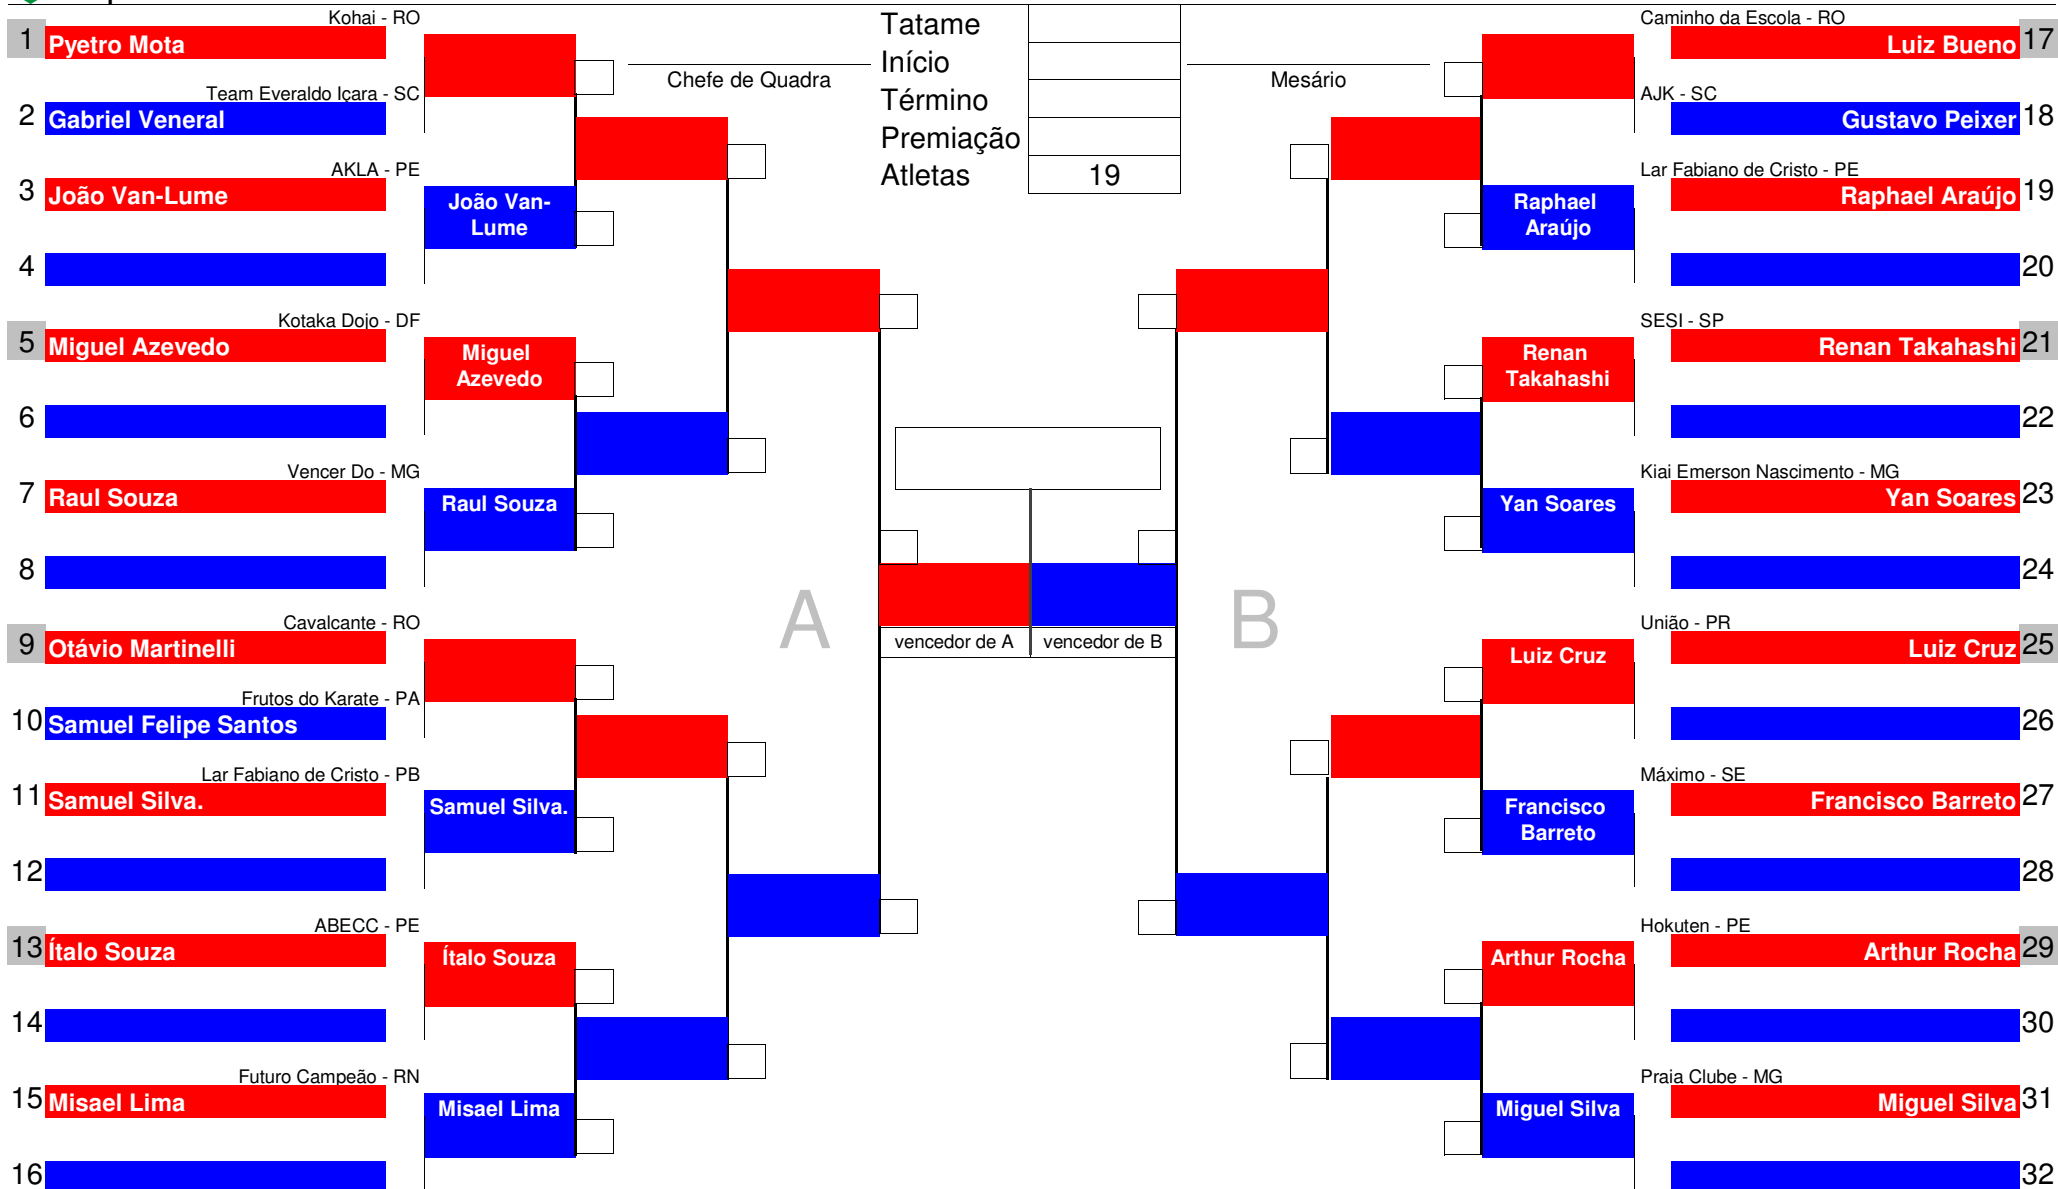 Kohai - RO
1 Pyetro Mota
Team Everaldo Içara - SC
2 Gabriel Veneral
AKLA - PE
3 João Van-Lume
João Van-
Lume
4
Kotaka Dojo - DF
5 Miguel Azevedo
Miguel
Azevedo
6
Vencer Do - MG
7 Raul Souza
Raul Souza
8
Cavalcante - RO
9 Otávio Martinelli
Frutos do Karate - PA
10 Samuel Felipe Santos
Lar Fabiano de Cristo - PB
11 Samuel Silva.
Samuel Silva.
12
ABECC - PE
13 Ítalo Souza
Ítalo Souza
14
Futuro Campeão - RN
15 Misael Lima
Misael Lima
16
Chefe de Quadra
Tatame
Início
Término
Premiação
Atletas 19
Mesário
A
B
vencedor de A
vencedor de B
Caminho da Escola - RO
Luiz Bueno 17
AJK - SC
Gustavo Peixer 18
Lar Fabiano de Cristo - PE
Raphael Araújo 19
Raphael
Araújo
20
SESI - SP
Renan Takahashi 21
Renan
Takahashi
22
Kiai Emerson Nascimento - MG
Yan Soares 23
Yan Soares
24
União - PR
Luiz Cruz 25
Luiz Cruz
26
Máximo - SE
Francisco Barreto 27
Francisco
Barreto
28
Hokuten - PE
Arthur Rocha 29
Arthur Rocha
30
Praia Clube - MG
Miguel Silva 31
Miguel Silva
32